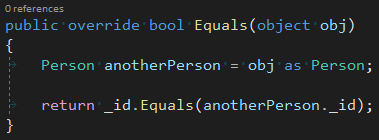 0 references
public override bool Equals(object obj)
{
Person anotherPerson = obj as Person;
return _id.Equals(anotherPerson._id);
}